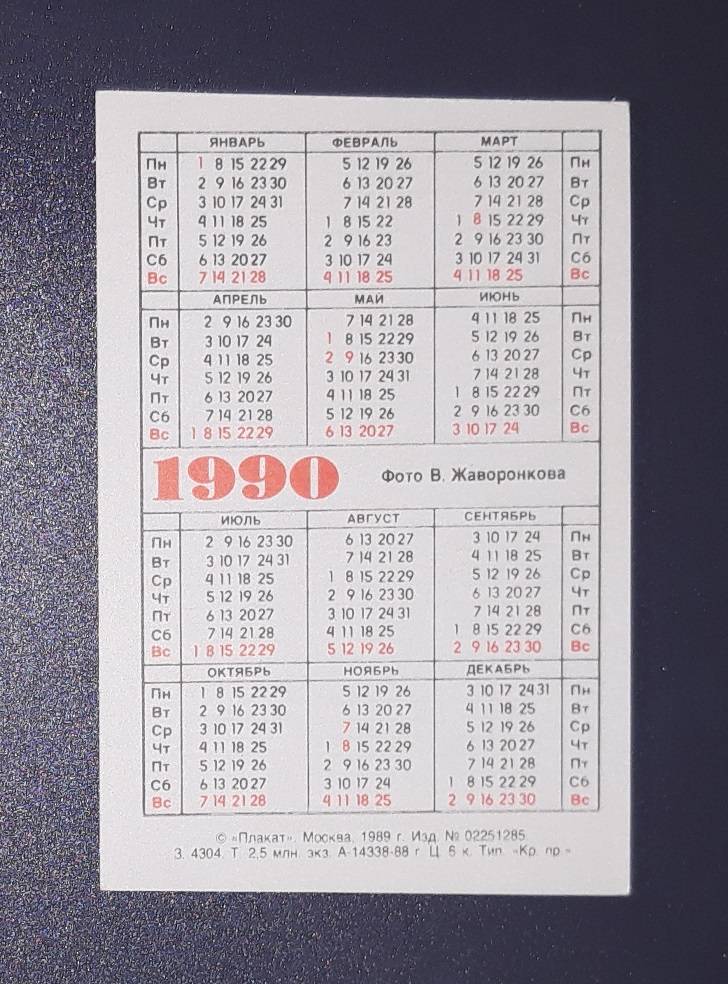 ЯНВАРЬ ФЕВРАЛЬ МАРТ
Пн 1 8 15 22 29 5 12 19 26 5 12 19 26 Пн
Вт 2 9 16 23 30 6 13 20 27 6 13 20 27 Вт
Ср 3 10 17 24 31 7 14 21 28 7 14 21 28 Ср
Чт 4 11 18 25 1 8 15 22 1 8 15 22 29 Чт
Пт 5 12 19 26 2 9 16 23 2 9 16 23 30 Пт
Сб 6 13 20 27 3 10 17 24 3 10 17 24 31 Сб
Вс 7 14 21 28 4 11 18 25 4 11 18 25 Вс
АПРЕЛЬ МАЙ ИЮНЬ
Пн 2 9 16 23 30 7 14 21 28 4 11 18 25 Пн
Вт 3 10 17 24 1 8 15 22 29 5 12 19 26 Вт
Ср 4 11 18 25 2 9 16 23 30 6 13 20 27 Ср
Чт 5 12 19 26 3 10 17 24 31 7 14 21 28 Чт
Пт 6 13 20 27 4 11 18 25 1 8 15 22 29 Пт
Сб 7 14 21 28 5 12 19 26 2 9 16 23 30 Сб
Вс 1 8 15 22 29 6 13 20 27 3 10 17 24 Вс
1990 Фото В. Жаворонкова
ИЮЛЬ АВГУСТ СЕНТЯБРЬ
Пн 2 9 16 23 30 6 13 20 27 3 10 17 24 Пн
Вт 3 10 17 24 31 7 14 21 28 4 11 18 25 Вт
Ср 4 11 18 25 1 8 15 22 29 5 12 19 26 Ср
Чт 5 12 19 26 2 9 16 23 30 6 13 20 27 Чт
Пт 6 13 20 27 3 10 17 24 31 7 14 21 28 Пт
Сб 7 14 21 28 4 11 18 25 1 8 15 22 29 Сб
Вс 1 8 15 22 29 5 12 19 26 2 9 16 23 30 Вс
ОКТЯБРЬ НОЯБРЬ ДЕКАБРЬ
Пн 1 8 15 22 29 5 12 19 26 3 10 17 24 31 Пн
Вт 2 9 16 23 30 6 13 20 27 4 11 18 25 Вт
Ср 3 10 17 24 31 7 14 21 28 5 12 19 26 Ср
Чт 4 11 18 25 1 8 15 22 29 6 13 20 27 Чт
Пт 5 12 19 26 2 9 16 23 30 7 14 21 28 Пт
Сб 6 13 20 27 3 10 17 24 1 8 15 22 29 Сб
Вс 7 14 21 28 4 11 18 25 2 9 16 23 30 Вс
© «Плакат». Москва, 1989 г. Изд. № 02251285.
З. 4304. Т. 2,5 млн. экз. А-14338-88 г. Ц. 6 к. Тип. «Кр. пр.»